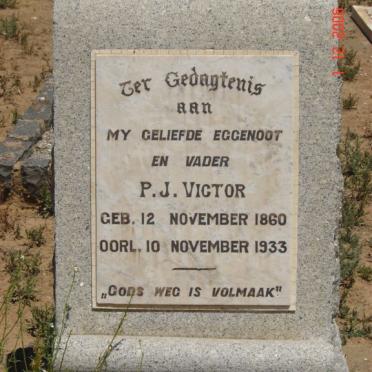 Ter Gedagtenis
aan
MY GELIEFDE EGGENOOT
EN VADER
P.J. VICTOR
GEB. 12 NOVEMBER 1860
OORL. 10 NOVEMBER 1933
„GODS WEG IS VOLMAAK"